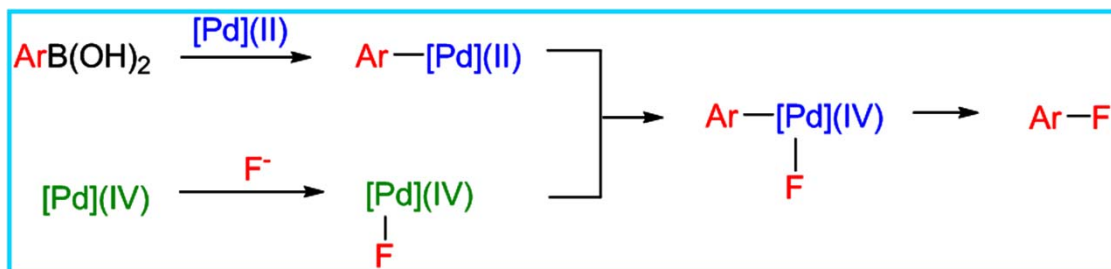 ArB(OH)2 [Pd](II) Ar—[Pd](II)
Ar—[Pd](IV) Ar—F
F
[Pd](IV) F- [Pd](IV)
F